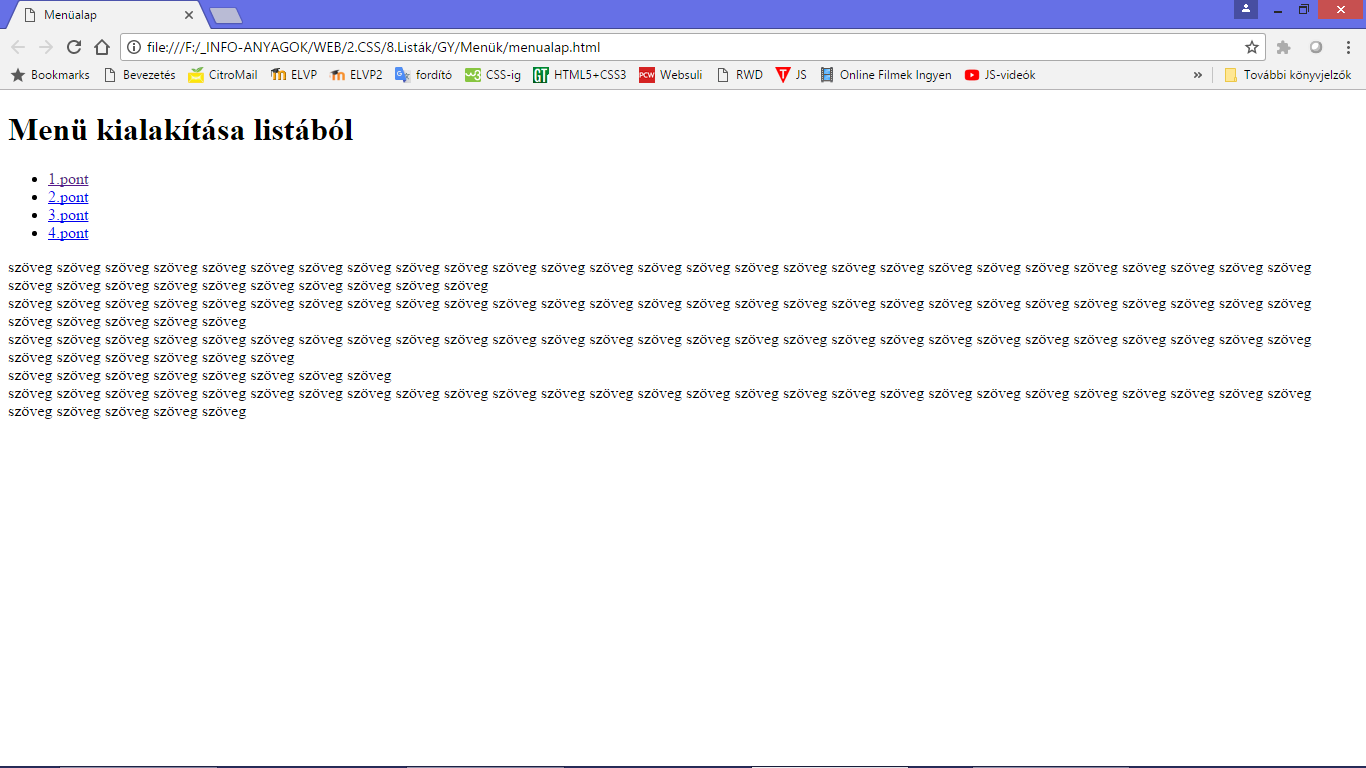 Menüalap
file:///F:/_INFO-ANYAGOK/WEB/2.CSS/8.Listák/GY/Menük/menualap.html
Bookmarks Bevezetés CitroMail ELVP ELVP2 fordító CSS-ig HTML5+CSS3 PCW Websuli RWD JS Online Filmek Ingyen JS-videók » További könyvjelzők
Menü kialakítása listából
• 1.pont
• 2.pont
• 3.pont
• 4.pont
szöveg szöveg szöveg szöveg szöveg szöveg szöveg szöveg szöveg szöveg szöveg szöveg szöveg szöveg szöveg szöveg szöveg szöveg szöveg szöveg szöveg szöveg szöveg szöveg szöveg szöveg szöveg
szöveg szöveg szöveg szöveg szöveg szöveg szöveg szöveg szöveg szöveg
szöveg szöveg szöveg szöveg szöveg szöveg szöveg szöveg szöveg szöveg szöveg szöveg szöveg szöveg szöveg szöveg szöveg szöveg szöveg szöveg szöveg szöveg szöveg szöveg szöveg szöveg szöveg
szöveg szöveg szöveg szöveg szöveg
szöveg szöveg szöveg szöveg szöveg szöveg szöveg szöveg szöveg szöveg szöveg szöveg szöveg szöveg szöveg szöveg szöveg szöveg szöveg szöveg szöveg szöveg szöveg szöveg szöveg szöveg szöveg
szöveg szöveg szöveg szöveg szöveg szöveg
szöveg szöveg szöveg szöveg szöveg szöveg szöveg szöveg
szöveg szöveg szöveg szöveg szöveg szöveg szöveg szöveg szöveg szöveg szöveg szöveg szöveg szöveg szöveg szöveg szöveg szöveg szöveg szöveg szöveg szöveg szöveg szöveg szöveg szöveg szöveg
szöveg szöveg szöveg szöveg szöveg